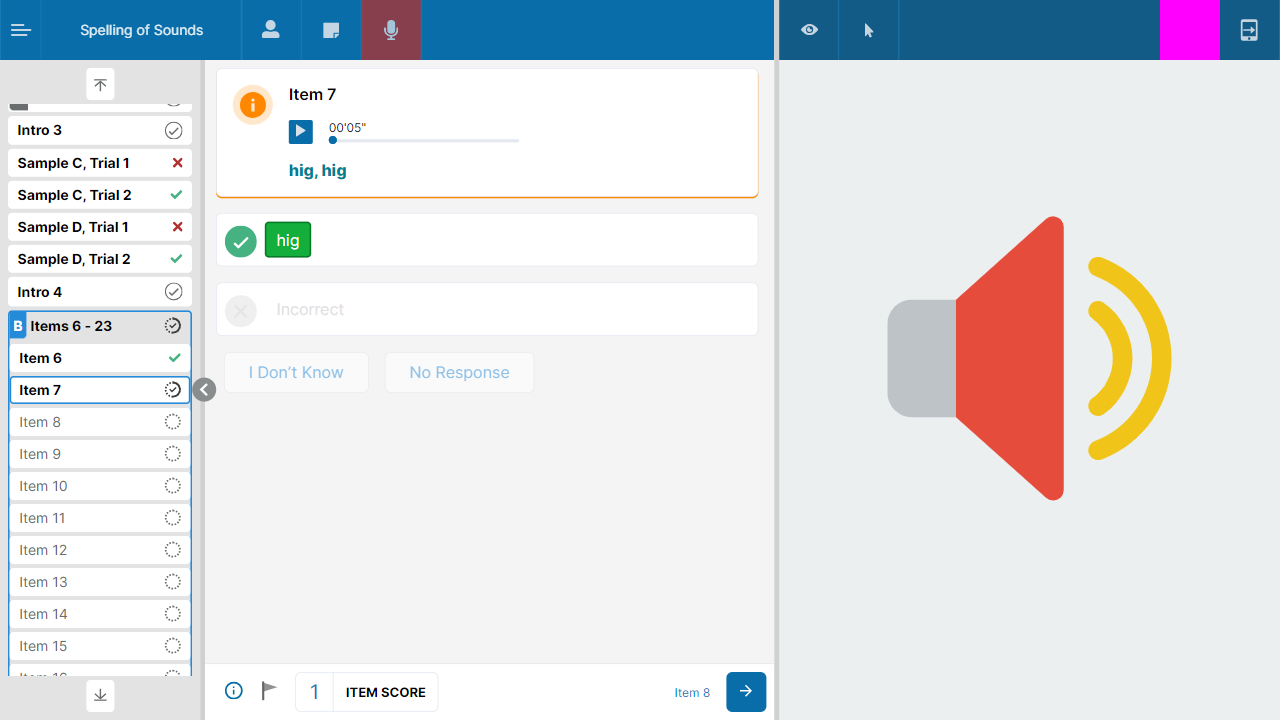 Spelling of Sounds
Intro 3
Sample C, Trial 1
Sample C, Trial 2
Sample D, Trial 1
Sample D, Trial 2
Intro 4
B Items 6 - 23
Item 6
Item 7
Item 8
Item 9
Item 10
Item 11
Item 12
Item 13
Item 14
Item 15
Item 7
00'05"
hig, hig
hig
Incorrect
I Don't Know
No Response
1 ITEM SCORE
Item 8